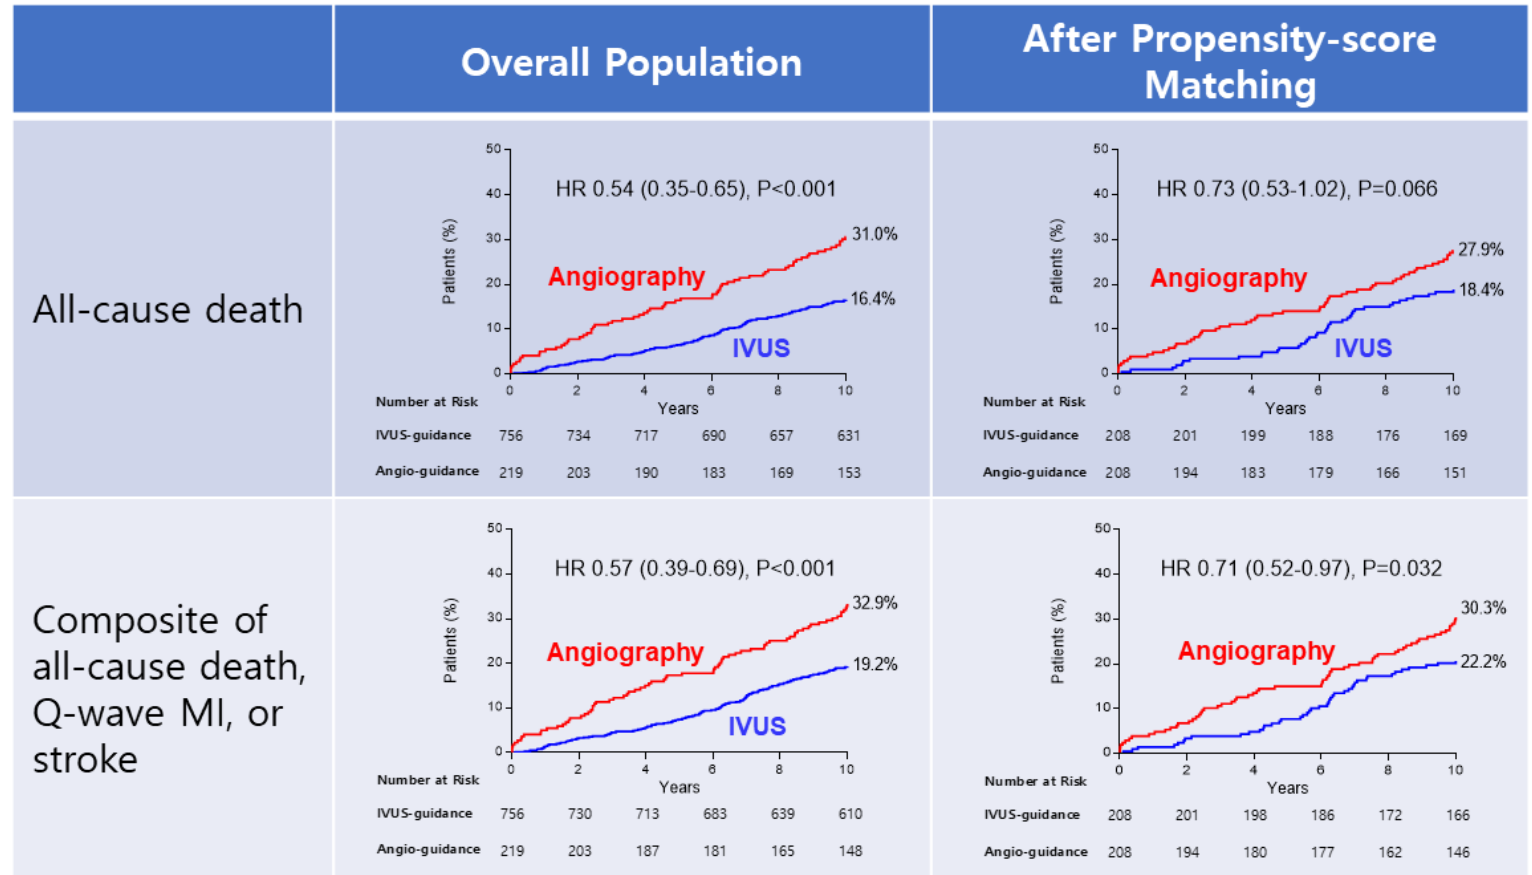 Overall Population
After Propensity-score
Matching
All-cause death
50
40
30
20
10
0
Patients (%)
HR 0.54 (0.35-0.65), P<0.001
31.0%
Angiography
16.4%
IVUS
0 2 4 6 8 10
Years
Number at Risk
IVUS-guidance 756 734 717 690 657 631
Angio-guidance 219 203 190 183 169 153
50
40
30
20
10
0
Patients (%)
HR 0.73 (0.53-1.02), P=0.066
27.9%
Angiography
18.4%
IVUS
0 2 4 6 8 10
Years
Number at Risk
IVUS-guidance 208 201 199 188 176 169
Angio-guidance 208 194 183 179 166 151
Composite of
all-cause death,
Q-wave MI, or
stroke
50
40
30
20
10
0
Patients (%)
HR 0.57 (0.39-0.69), P<0.001
32.9%
Angiography
19.2%
IVUS
0 2 4 6 8 10
Years
Number at Risk
IVUS-guidance 756 730 713 683 639 610
Angio-guidance 219 203 187 181 165 148
50
40
30
20
10
0
Patients (%)
HR 0.71 (0.52-0.97), P=0.032
30.3%
Angiography
22.2%
IVUS
0 2 4 6 8 10
Years
Number at Risk
IVUS-guidance 208 201 198 186 172 166
Angio-guidance 208 194 180 177 162 146